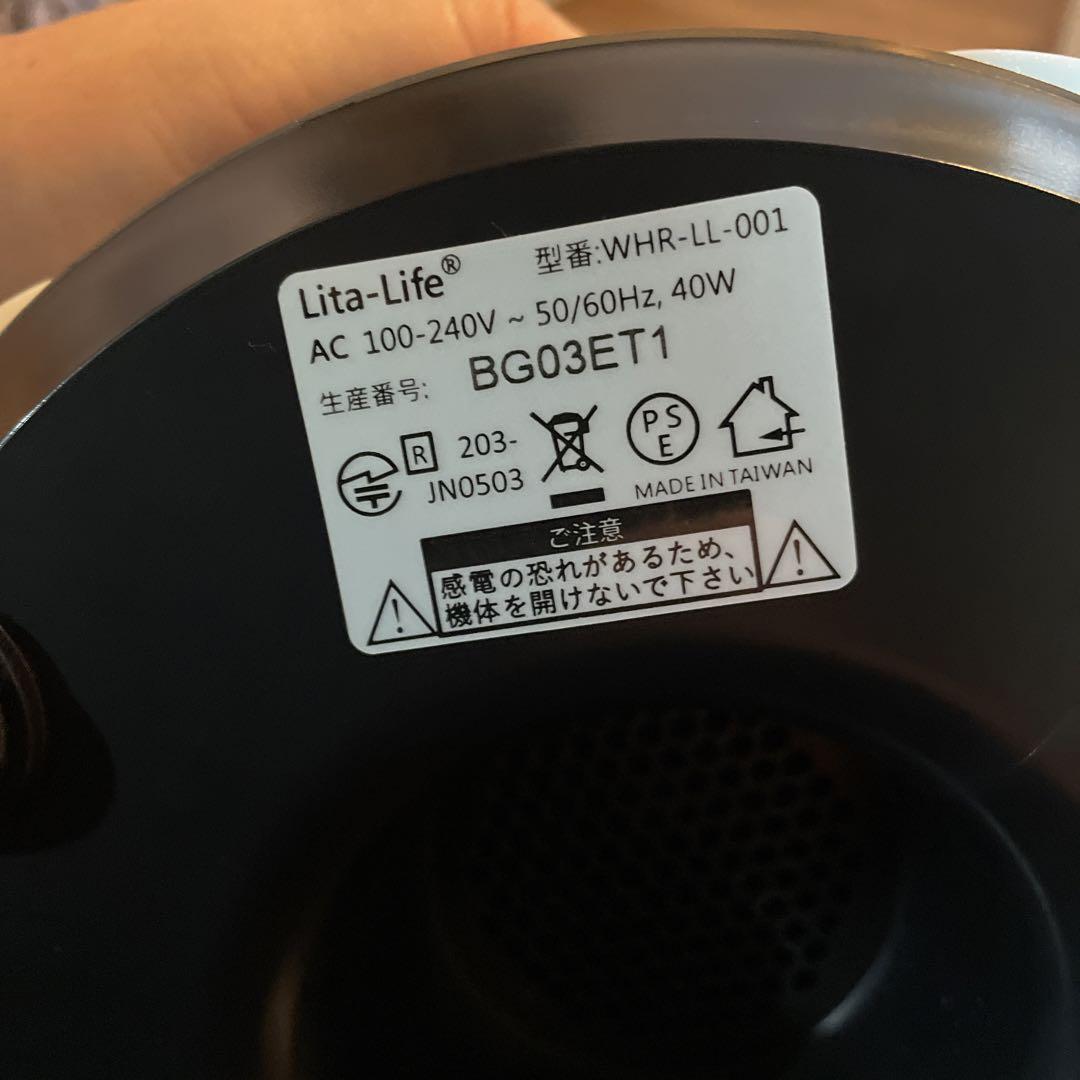 Lita-Life® 型番:WHR-LL-001
AC 100-240V ~ 50/60Hz, 40W
生産番号: BG03ET1
R 203-
JN0503
PS
E
MADE IN TAIWAN
ご注意
感電の恐れがあるため、
機体を開けないで下さい